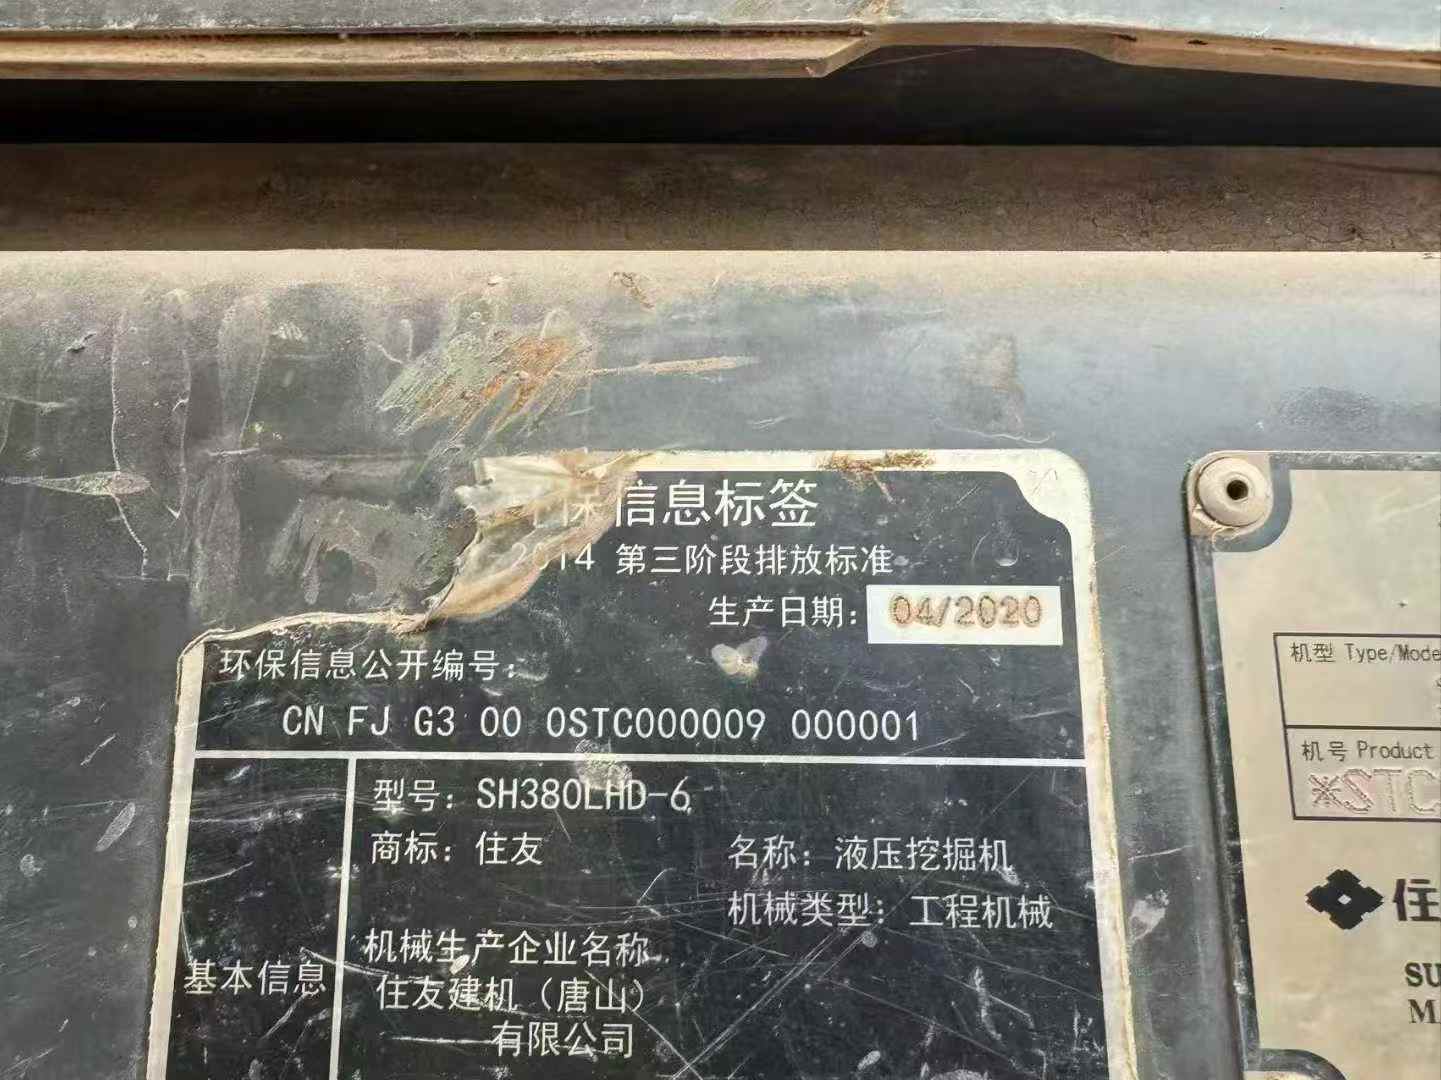 保信息标签
2014 第三阶段排放标准
生产日期: 04/2020
环保信息公开编号:
CN FJ G3 00 0STC000009 000001
型号: SH380LHD-6
商标: 住友
名称: 液压挖掘机
机械类型: 工程机械
基本信息
机械生产企业名称
住友建机(唐山)
有限公司
机型 Type/Mode
机号 Product
*STC
住
SU
MA